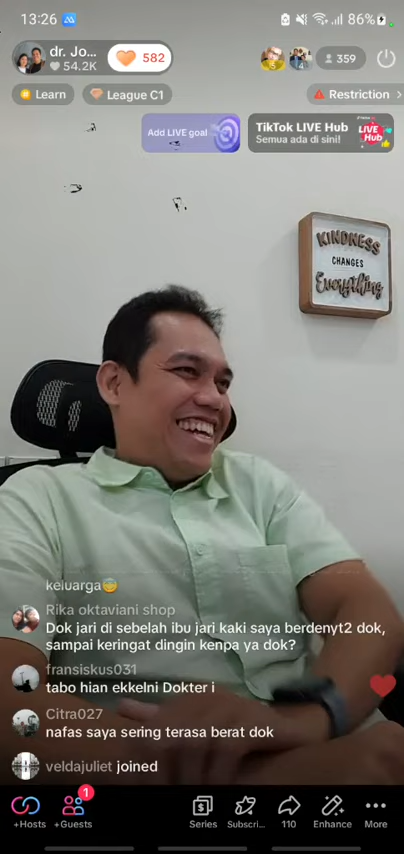 13:26
86%
dr. Jo...
54.2K
582
5
4
359
Learn
League C1
Restriction
Add LIVE goal
TikTok LIVE Hub
Semua ada di sini!
LIVE
Hub
KINDNESS
CHANGES
Everything
keluarga😇
Rika oktaviani shop
Dok jari di sebelah ibu jari kaki saya berdenyt2 dok,
sampai keringat dingin kenpa ya dok?
fransiskus031
tabo hian ekkelni Dokter i
Citra027
nafas saya sering terasa berat dok
veldajuliet joined
1
+Hosts
+Guests
Series
Subscri...
110
Enhance
More